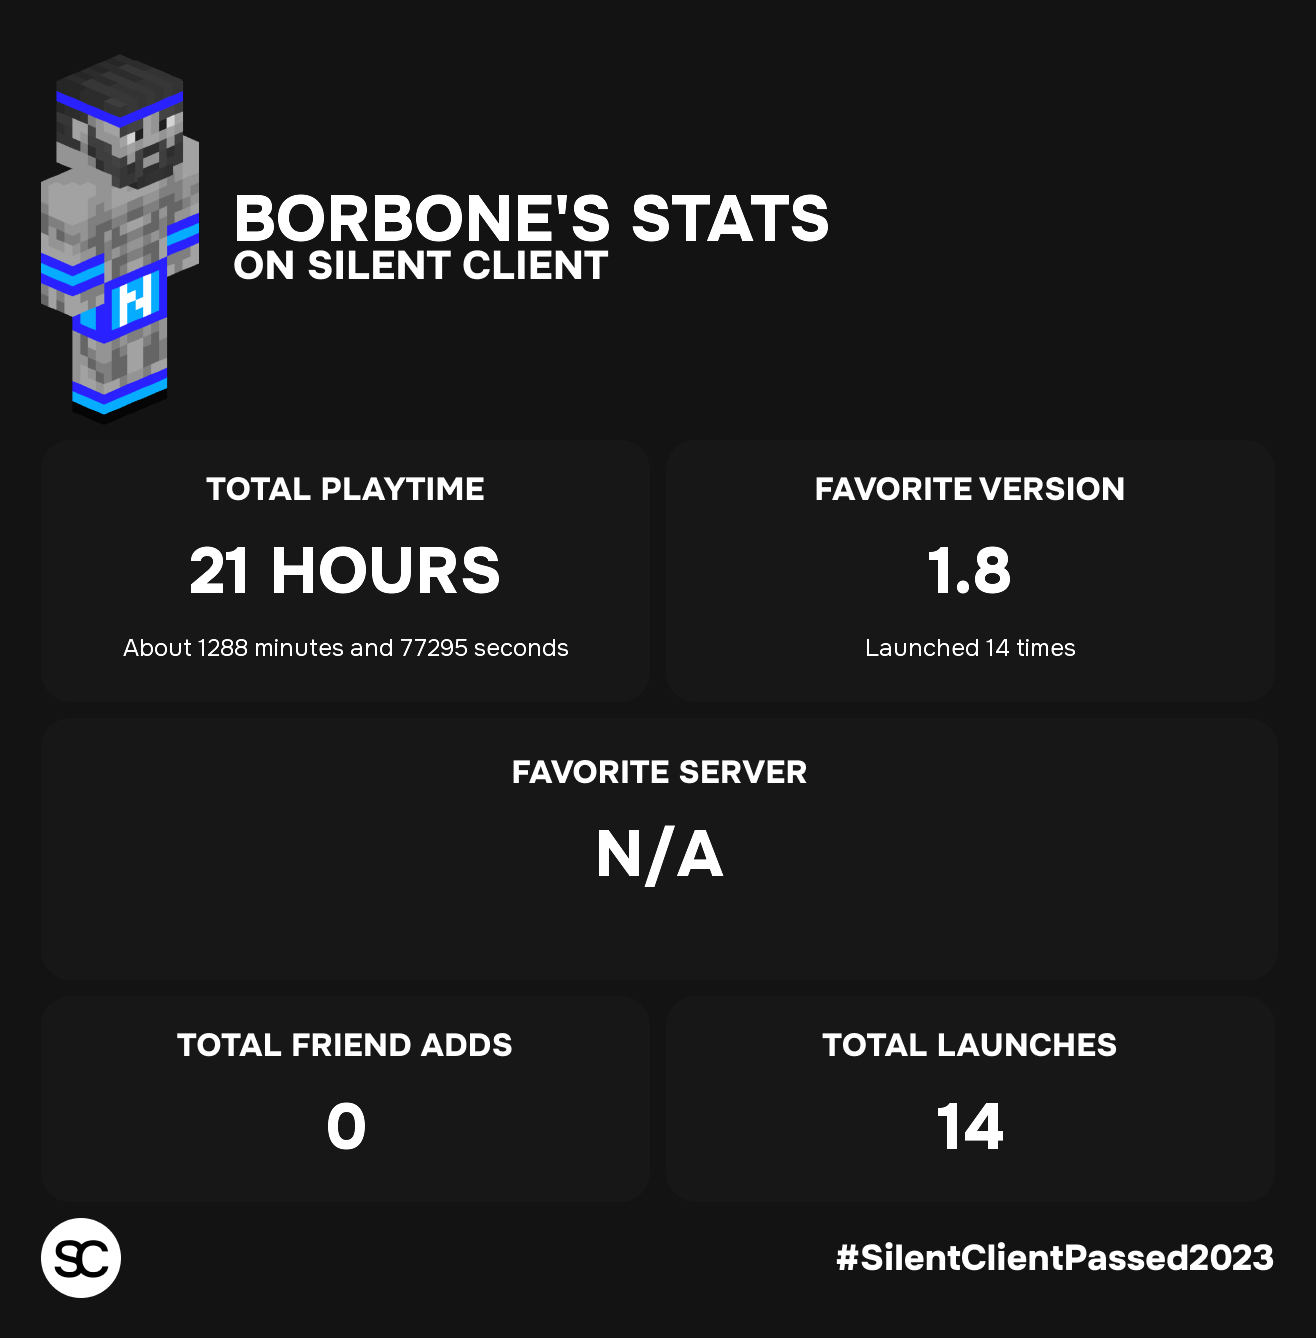 BORBONE'S STATS
ON SILENT CLIENT
TOTAL PLAYTIME
21 HOURS
About 1288 minutes and 77295 seconds
FAVORITE VERSION
1.8
Launched 14 times
FAVORITE SERVER
N/A
TOTAL FRIEND ADDS
0
TOTAL LAUNCHES
14
SC
#SilentClientPassed2023